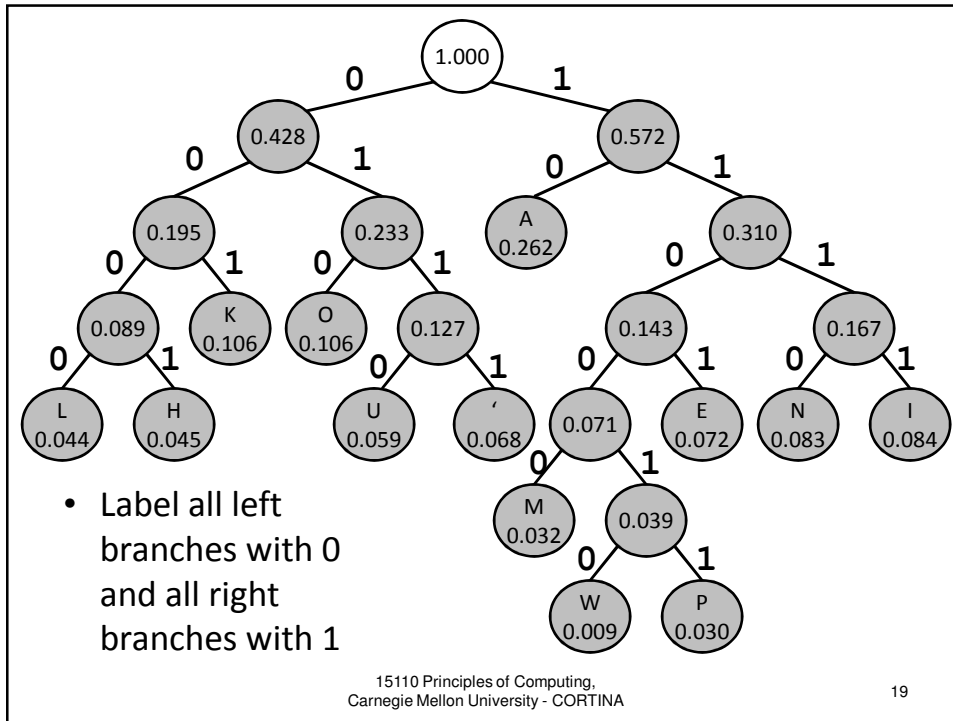 1.000
0 1
0.428 0.572
0 1 0 1
0.195 0.233 A 0.310
0.262
0 1 0 1 0 1
0.089 K O 0.127 0.143 0.167
0.106 0.106
0 1 0 1 0 1 0 1
L H U ‘ 0.071 E N I
0.044 0.045 0.059 0.068 0.072 0.083 0.084
0 1
M 0.039
0.032
0 1
W P
0.009 0.030
• Label all left
branches with 0
and all right
branches with 1
15110 Principles of Computing,
Carnegie Mellon University - CORTINA
19